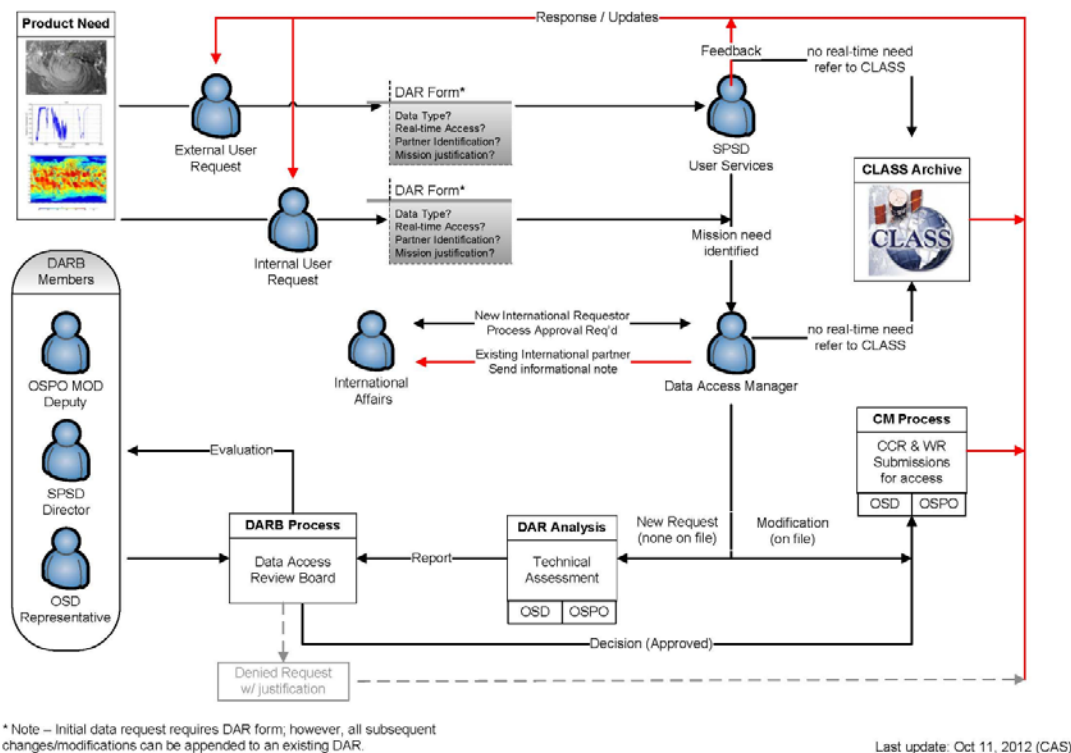 Product Need
Response / Updates
Feedback
no real-time need
refer to CLASS
DAR Form*
Data Type?
Real-time Access?
Partner Identification?
Mission justification?
External User
Request
SPSD
User Services
CLASS Archive
CLASS
DAR Form*
Data Type?
Real-time Access?
Partner Identification?
Mission justification?
Internal User
Request
Mission need
identified
DARB
Members
OSPO MOD
Deputy
SPSD
Director
OSD
Representative
New International Requestor
Process Approval Req'd
Existing International partner
Send informational note
International
Affairs
Data Access Manager
no real-time need
refer to CLASS
CM Process
CCR & WR
Submissions
for access
OSD
OSPO
Evaluation
DARB Process
Data Access
Review Board
Report
DAR Analysis
Technical
Assessment
OSD
OSPO
New Request
(none on file)
Modification
(on file)
Decision (Approved)
Denied Request
w/ justification
* Note – Initial data request requires DAR form; however, all subsequent
changes/modifications can be appended to an existing DAR.
Last update: Oct 11, 2012 (CAS)